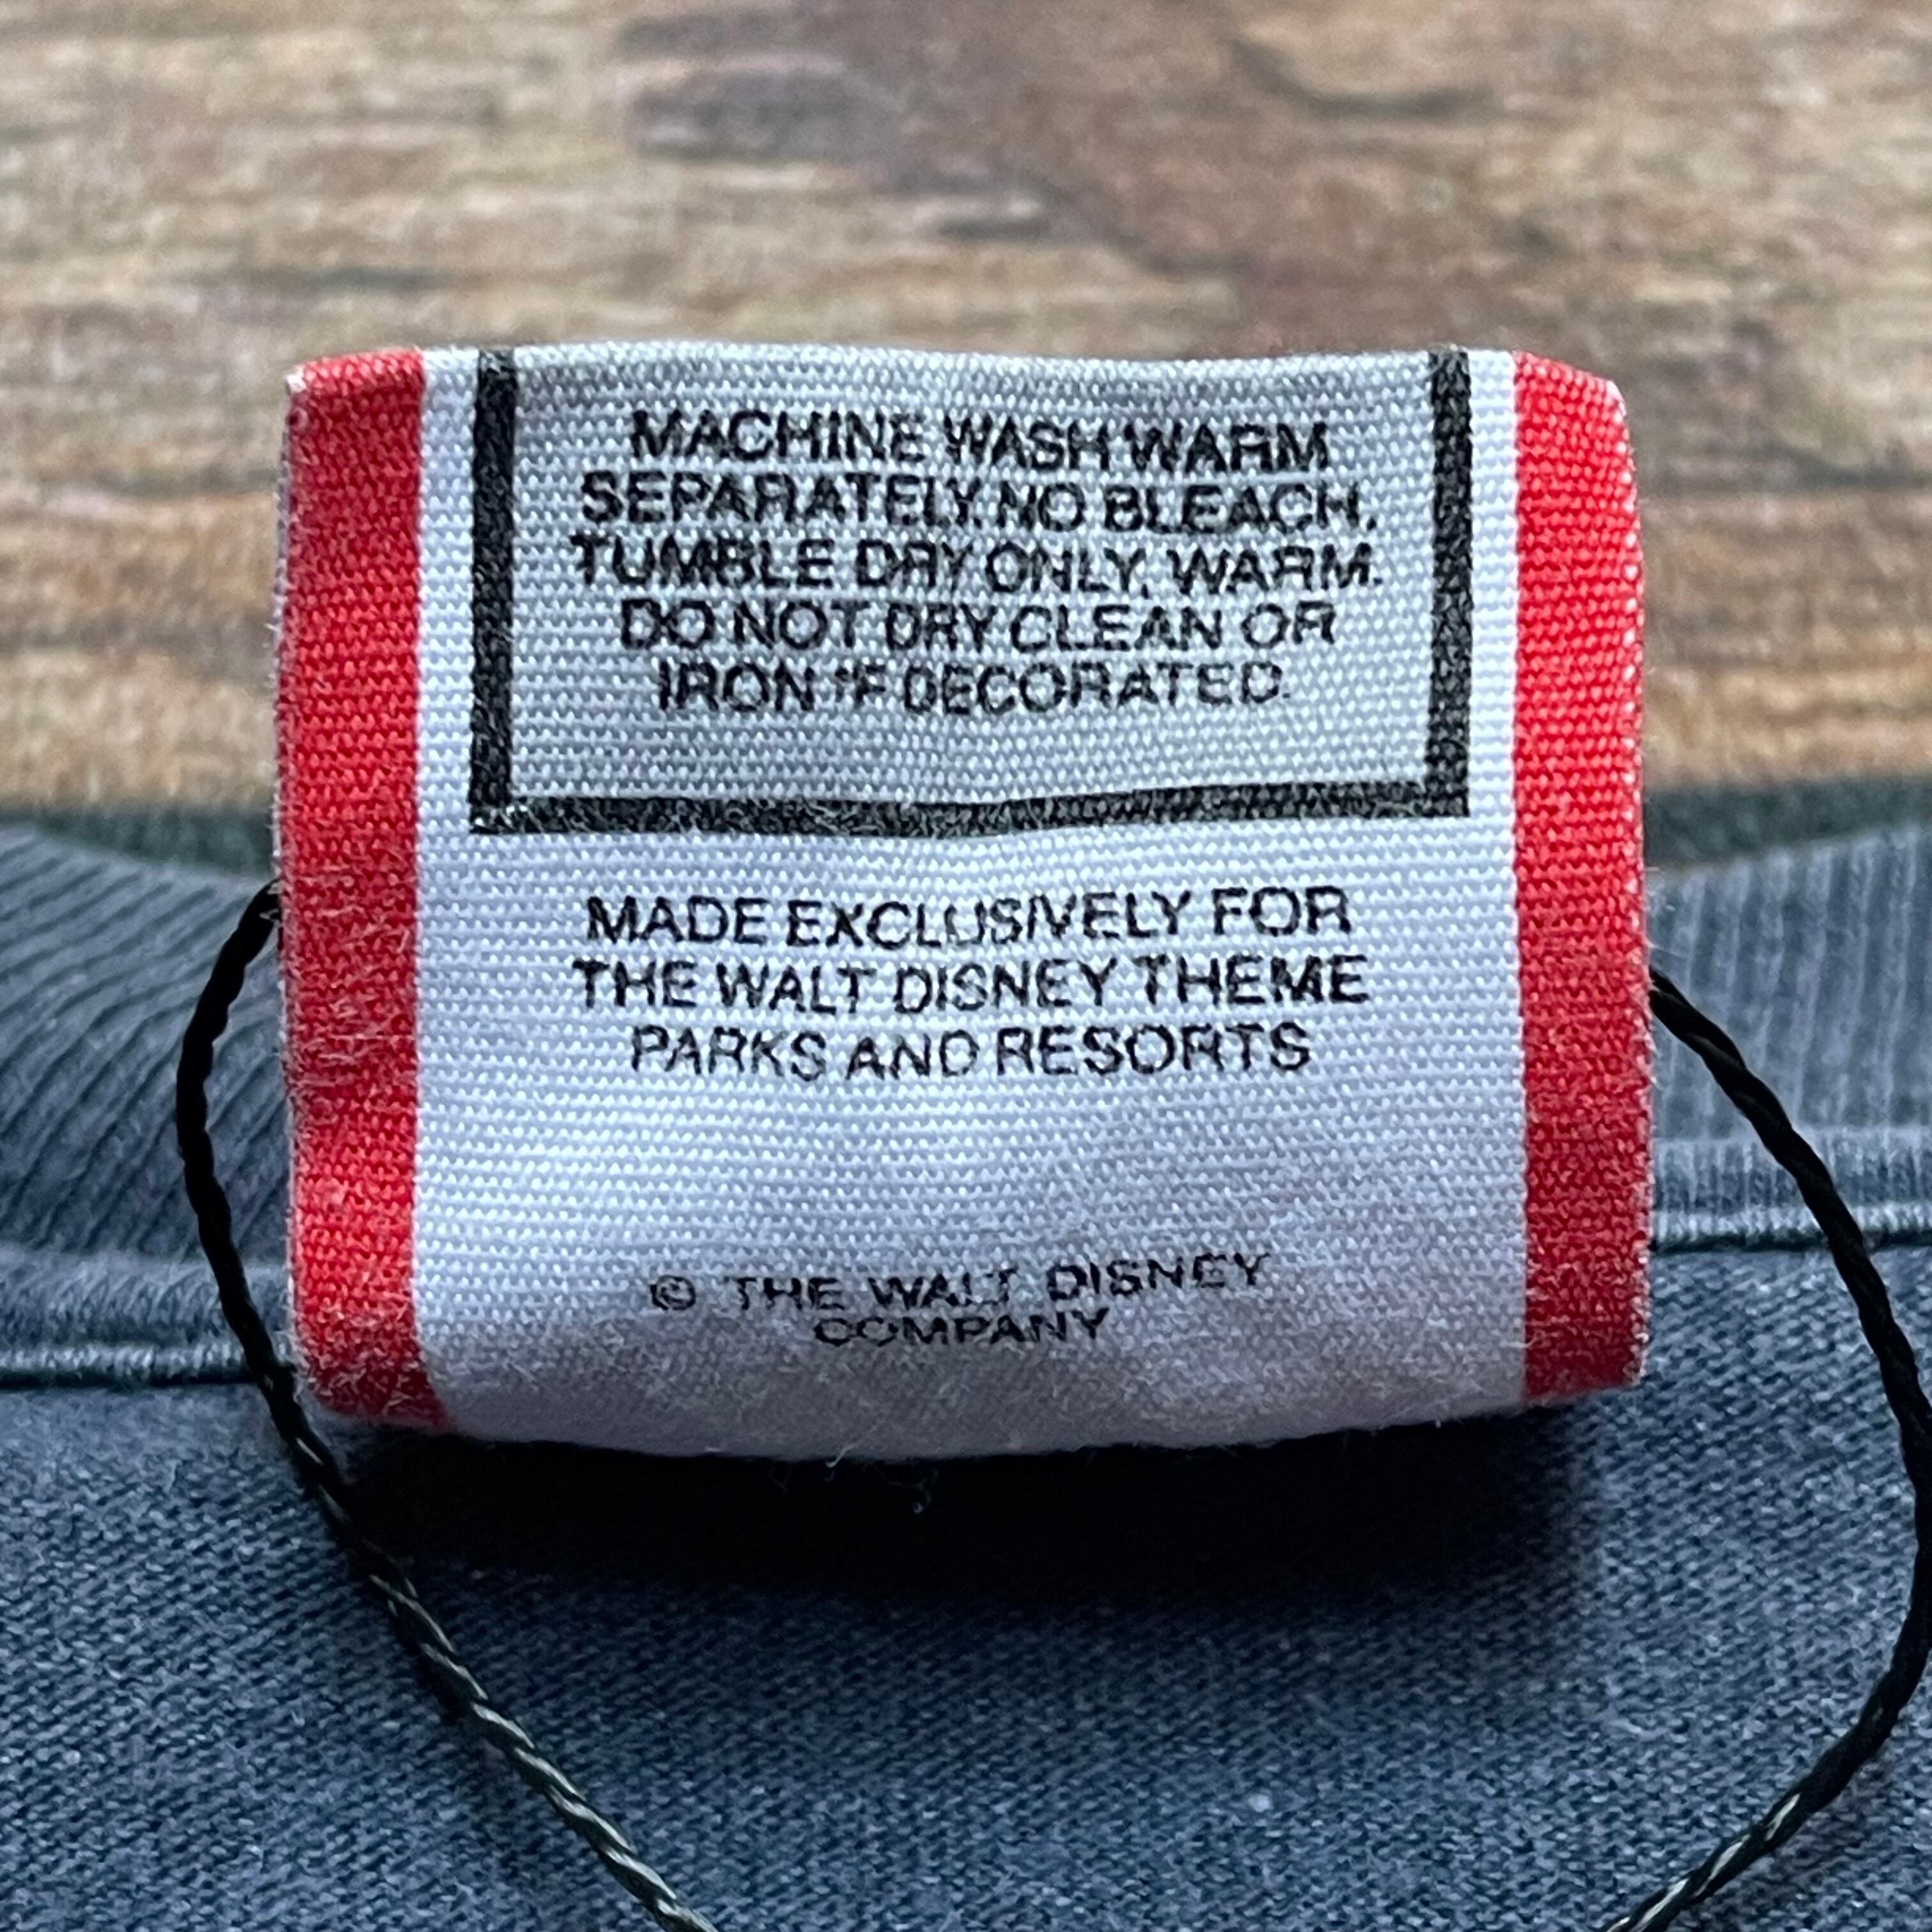 MACHINE WASH WARM
SEPARATELY. NO BLEACH.
TUMBLE DRY ONLY, WARM.
DO NOT DRY CLEAN OR
IRON IF DECORATED.
MADE EXCLUSIVELY FOR
THE WALT DISNEY THEME
PARKS AND RESORTS
© THE WALT DISNEY
COMPANY